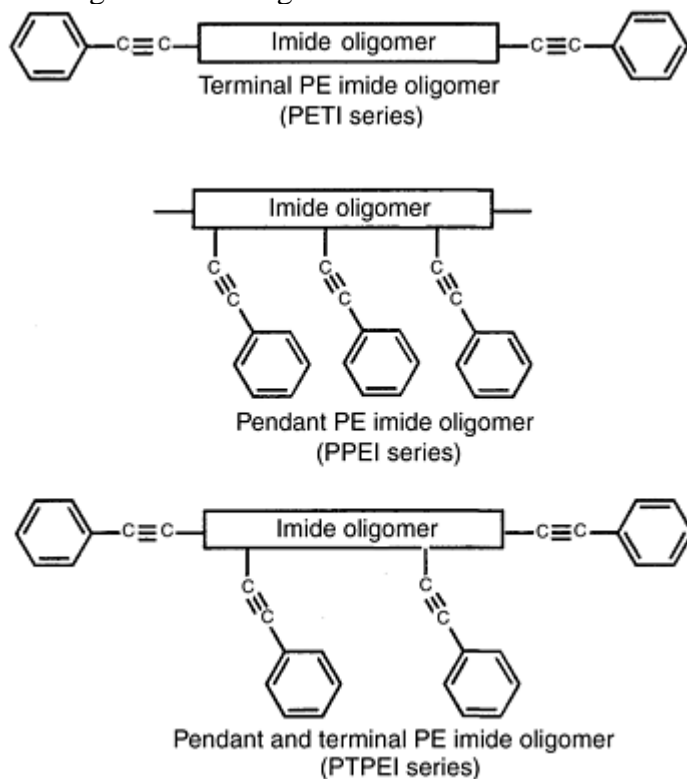 Imide oligomer
C≡C
C≡C
Terminal PE imide oligomer
(PETI series)
Imide oligomer
C≡C
C≡C
C≡C
Pendant PE imide oligomer
(PPEI series)
Imide oligomer
C≡C
C≡C
C≡C
C≡C
Pendant and terminal PE imide oligomer
(PTPEI series)